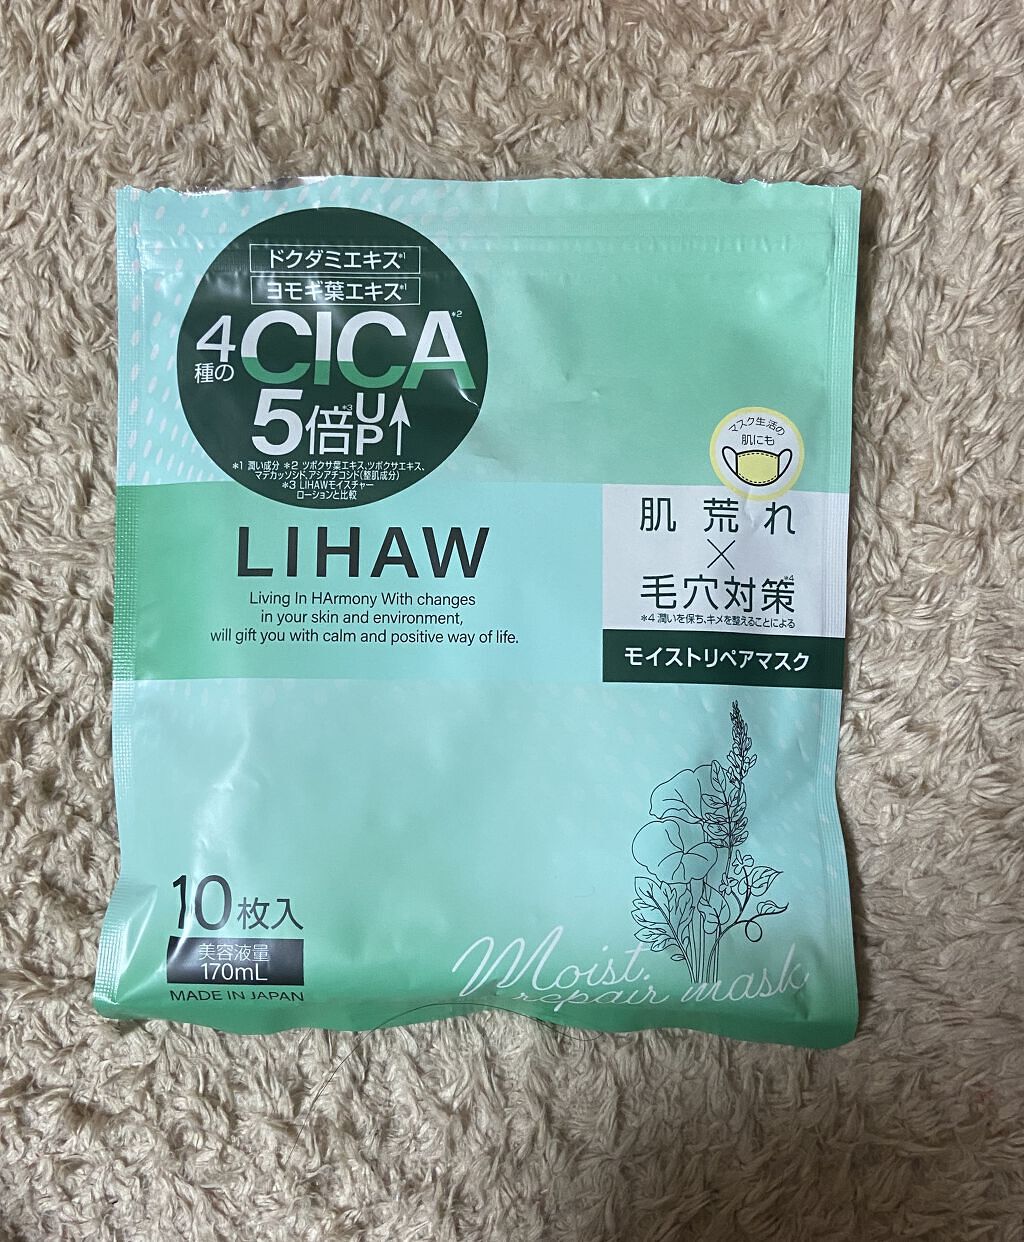 ドクダミエキス*1
ヨモギ葉エキス*1
4種のCICA*2
5倍*3UP↑
*1 潤い成分 *2 ツボクサ葉エキス、ツボクサエキス、
マデカッソシド、アシアチコシド(整肌成分)
*3 LIHAWモイスチャー
ローションと比較
マスク生活の
肌にも
肌荒れ
×
毛穴対策*4
*4 潤いを保ち、キメを整えることによる
モイストリペアマスク
LIHAW
Living In HArmony With changes
in your skin and environment,
will gift you with calm and positive way of life.
10枚入
美容液量
170mL
MADE IN JAPAN
Moist
repair mask